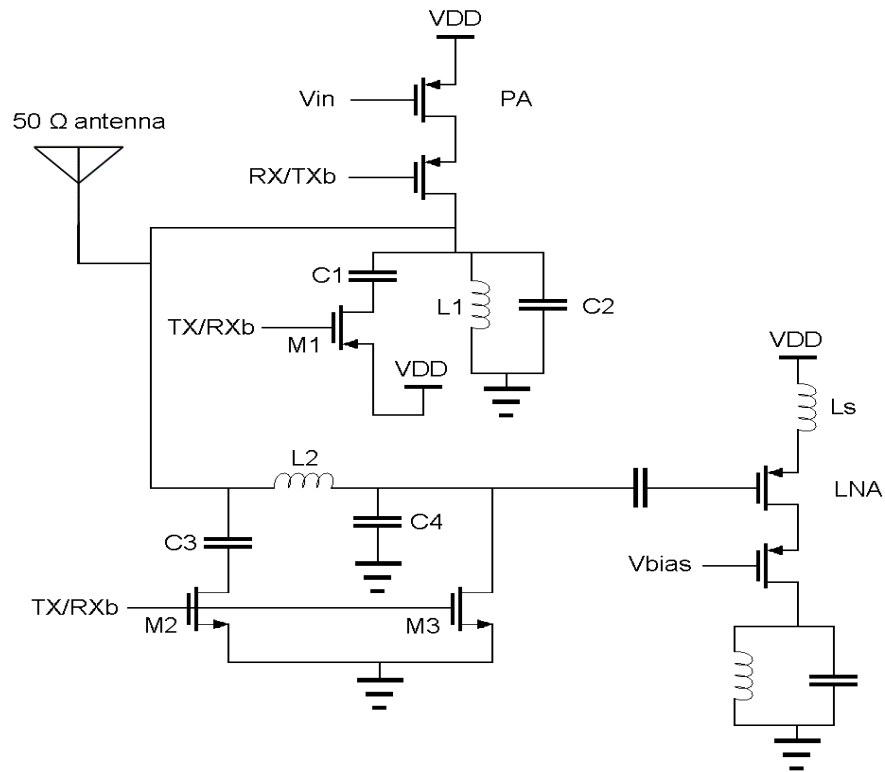 VDD
Vin
PA
50 Ω antenna
RX/TXb
C1
L1
C2
TX/RXb
M1
VDD
VDD
Ls
L2
LNA
C4
C3
Vbias
TX/RXb
M2
M3